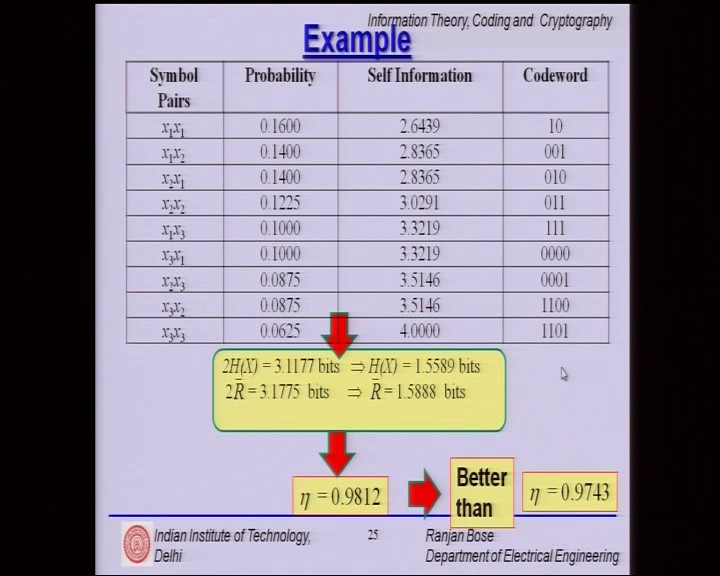 Information Theory, Coding and Cryptography
Example
Symbol Pairs Probability Self Information Codeword
x₁x₁ 0.1600 2.6439 10
x₁x₂ 0.1400 2.8365 001
x₂x₁ 0.1400 2.8365 010
x₂x₂ 0.1225 3.0291 011
x₁x₃ 0.1000 3.3219 111
x₃x₁ 0.1000 3.3219 0000
x₂x₃ 0.0875 3.5146 0001
x₃x₂ 0.0875 3.5146 1100
x₃x₃ 0.0625 4.0000 1101
2H(X) = 3.1177 bits ⇒ H(X) = 1.5589 bits
2R̄ = 3.1775 bits ⇒ R̄ = 1.5888 bits
η = 0.9812
Better than
η = 0.9743
Indian Institute of Technology,
Delhi
25
Ranjan Bose
Department of Electrical Engineering